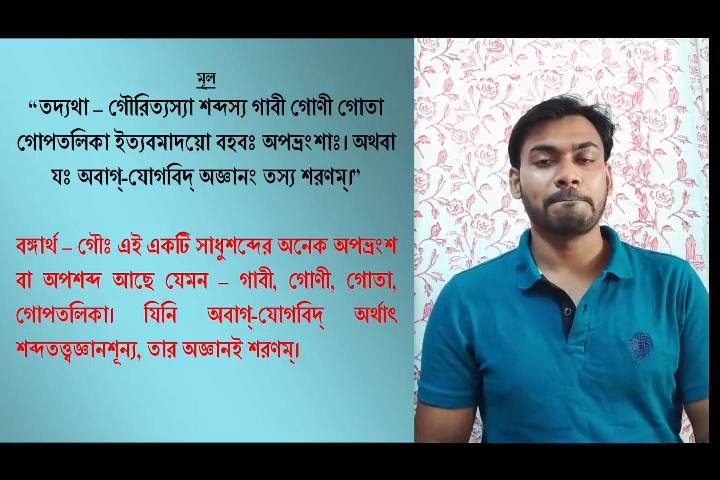 মূল
“তদ্যথা – গৌরিত্যস্যা শব্দস্য গাবী গোণী গোতা
গোপতলিকা ইত্যবমাদয়ো বহবঃ অপভ্রংশাঃ। অথবা
যঃ অবাগ্-যোগবিদ্ অজ্ঞানং তস্য শরণম্।”
বঙ্গার্থ – গৌঃ এই একটি সাধুশব্দের অনেক অপভ্রংশ
বা অপশব্দ আছে যেমন – গাবী, গোণী, গোতা,
গোপতলিকা। যিনি অবাগ্-যোগবিদ্ অর্থাৎ
শব্দতত্ত্বজ্ঞানশূন্য, তার অজ্ঞানই শরণম্।